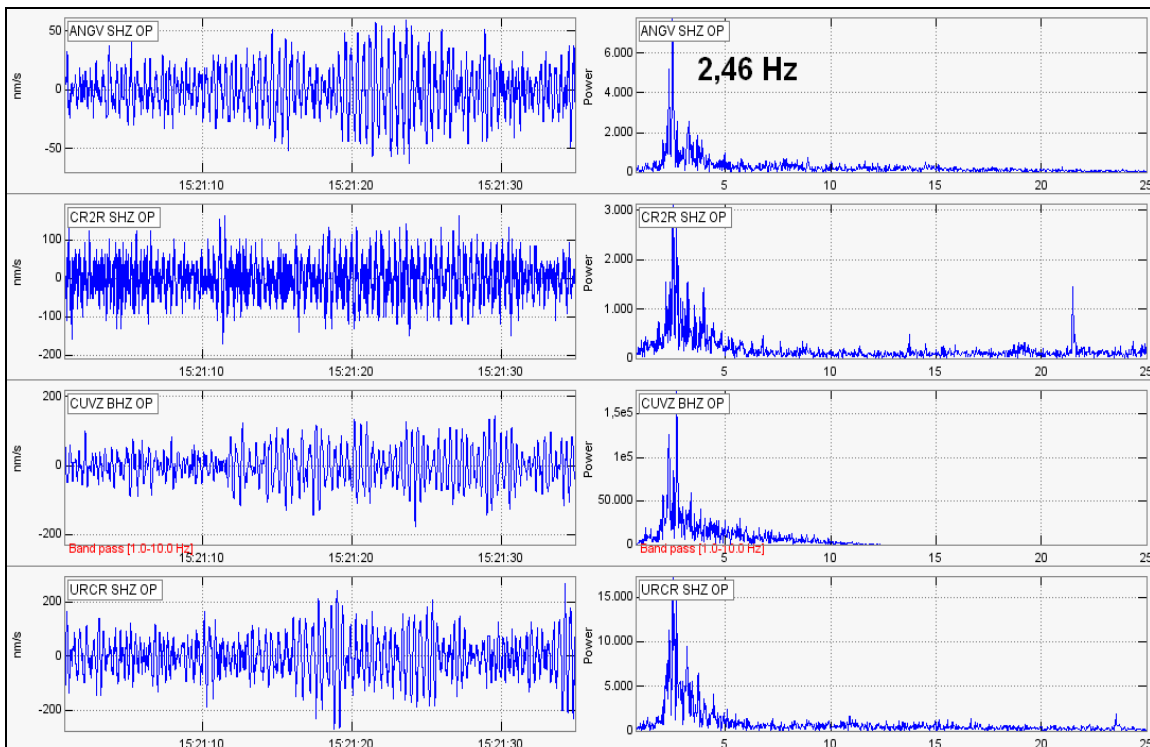 ANGV SHZ OP
50
0
-50
nm/s
15:21:10 15:21:20 15:21:30
ANGV SHZ OP
2,46 Hz
6.000
4.000
2.000
0
Power
5 10 15 20 25
CR2R SHZ OP
100
0
-100
-200
nm/s
15:21:10 15:21:20 15:21:30
CR2R SHZ OP
3.000
2.000
1.000
0
Power
5 10 15 20 25
CUVZ BHZ OP
200
0
-200
nm/s
Band pass [1.0-10.0 Hz]
15:21:10 15:21:20 15:21:30
CUVZ BHZ OP
1,5e5
1e5
50.000
0
Power
Band pass [1.0-10.0 Hz]
5 10 15 20 25
URCR SHZ OP
200
0
-200
nm/s
15:21:10 15:21:20 15:21:30
URCR SHZ OP
15.000
10.000
5.000
0
Power
5 10 15 20 25